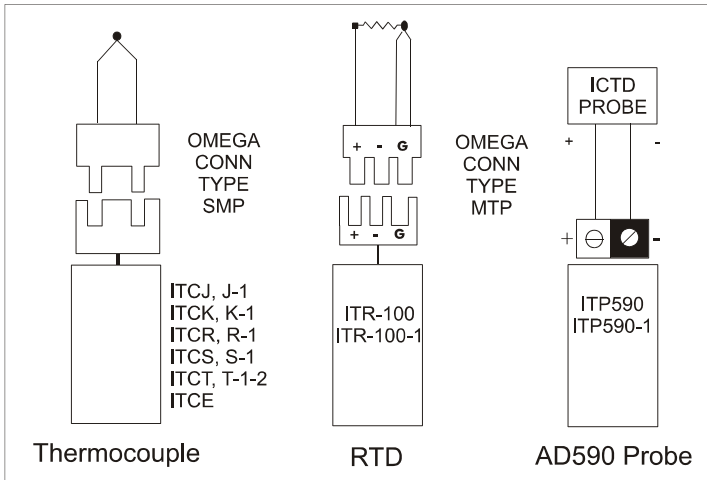 OMEGA
CONN
TYPE
SMP
ITCJ, J-1
ITCK, K-1
ITCR, R-1
ITCS, S-1
ITCT, T-1-2
ITCE
Thermocouple
+ - G
OMEGA
CONN
TYPE
MTP
+ - G
ITR-100
ITR-100-1
RTD
ICTD
PROBE
+ -
+ -
ITP590
ITP590-1
AD590 Probe